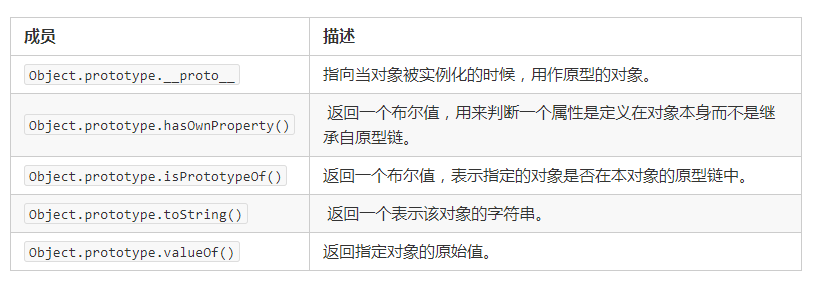 成员 描述
Object.prototype.__proto__ 指向当对象被实例化的时候，用作原型的对象。
Object.prototype.hasOwnProperty() 返回一个布尔值，用来判断一个属性是定义在对象本身而不是继
承自原型链。
Object.prototype.isPrototypeOf() 返回一个布尔值，表示指定的对象是否在本对象的原型链中。
Object.prototype.toString() 返回一个表示该对象的字符串。
Object.prototype.valueOf() 返回指定对象的原始值。